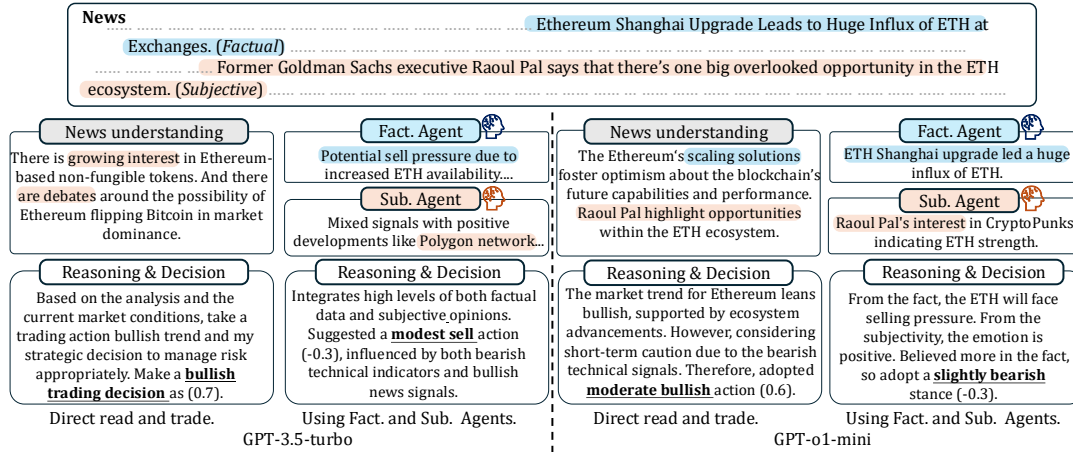 News
Ethereum Shanghai Upgrade Leads to Huge Influx of ETH at
Exchanges. (Factual)
Former Goldman Sachs executive Raoul Pal says that there's one big overlooked opportunity in the ETH
ecosystem. (Subjective)
News understanding
There is growing interest in Ethereum-
based non-fungible tokens. And there
are debates around the possibility of
Ethereum flipping Bitcoin in market
dominance.
Fact. Agent
Potential sell pressure due to
increased ETH availability....
Sub. Agent
Mixed signals with positive
developments like Polygon network...
Reasoning & Decision
Based on the analysis and the
current market conditions, take a
trading action bullish trend and my
strategic decision to manage risk
appropriately. Make a bullish
trading decision as (0.7).
Reasoning & Decision
Integrates high levels of both factual
data and subjective opinions.
Suggested a modest sell action
(-0.3), influenced by both bearish
technical indicators and bullish
news signals.
Direct read and trade.
Using Fact. and Sub. Agents.
GPT-3.5-turbo
News understanding
The Ethereum's scaling solutions
foster optimism about the blockchain's
future capabilities and performance.
Raoul Pal highlight opportunities
within the ETH ecosystem.
Fact. Agent
ETH Shanghai upgrade led a huge
influx of ETH.
Sub. Agent
Raoul Pal's interest in CryptoPunks
indicating ETH strength.
Reasoning & Decision
The market trend for Ethereum leans
bullish, supported by ecosystem
advancements. However, considering
short-term caution due to the bearish
technical signals. Therefore, adopted
moderate bullish action (0.6).
Reasoning & Decision
From the fact, the ETH will face
selling pressure. From the
subjectivity, the emotion is
positive. Believed more in the fact,
so adopt a slightly bearish
stance (-0.3).
Direct read and trade.
Using Fact. and Sub. Agents.
GPT-o1-mini